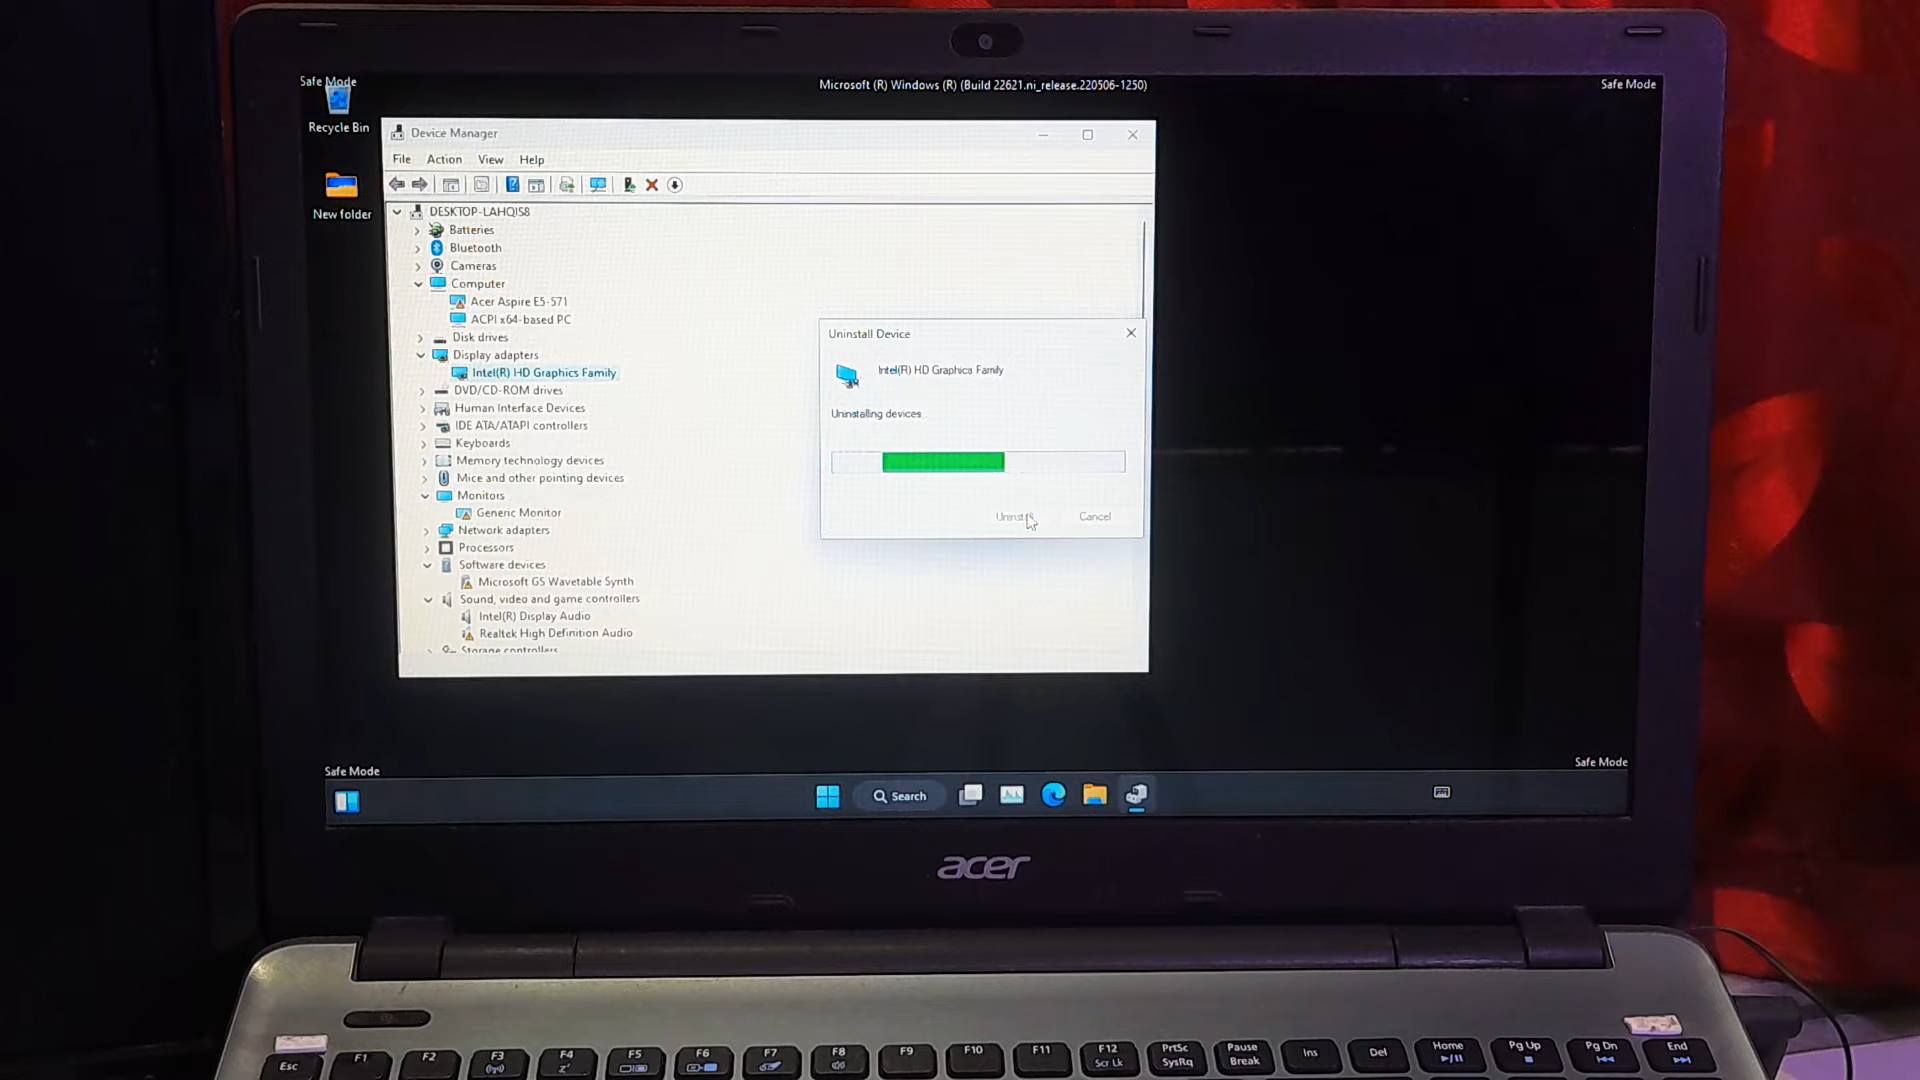 Safe Mode
Microsoft (R) Windows (R) (Build 22621.ni_release.220506-1250)
Safe Mode
Recycle Bin
New folder
Device Manager
File Action View Help
DESKTOP-LAHQIS8
Batteries
Bluetooth
Cameras
Computer
Acer Aspire E5-571
ACPI x64-based PC
Disk drives
Display adapters
Intel(R) HD Graphics Family
DVD/CD-ROM drives
Human Interface Devices
IDE ATA/ATAPI controllers
Keyboards
Memory technology devices
Mice and other pointing devices
Monitors
Generic Monitor
Network adapters
Processors
Software devices
Microsoft GS Wavetable Synth
Sound, video and game controllers
Intel(R) Display Audio
Realtek High Definition Audio
Storage controllers
Uninstall Device
Intel(R) HD Graphics Family
Uninstalling devices...
Uninstall Cancel
Safe Mode
Safe Mode
Search
acer
Esc
F1
F2
F3
F4
Zz
F5
F6
F7
F8
F9
F10
F11
F12
Scr Lk
PrtSc
SysRq
Pause
Break
Ins
Del
Home
Pg Up
Pg Dn
End